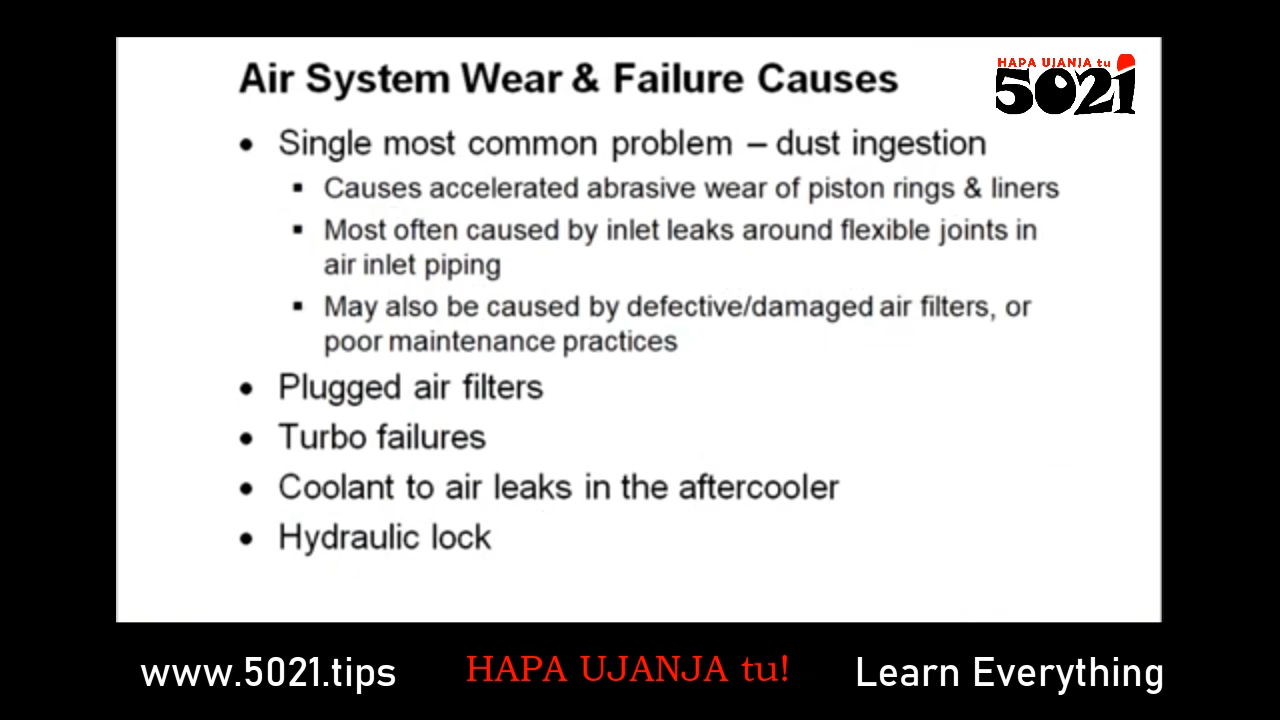 Air System Wear & Failure Causes
HAPA UJANJA tu
5021
• Single most common problem – dust ingestion
▪ Causes accelerated abrasive wear of piston rings & liners
▪ Most often caused by inlet leaks around flexible joints in
air inlet piping
▪ May also be caused by defective/damaged air filters, or
poor maintenance practices
• Plugged air filters
• Turbo failures
• Coolant to air leaks in the aftercooler
• Hydraulic lock
www.5021.tips
HAPA UJANJA tu!
Learn Everything